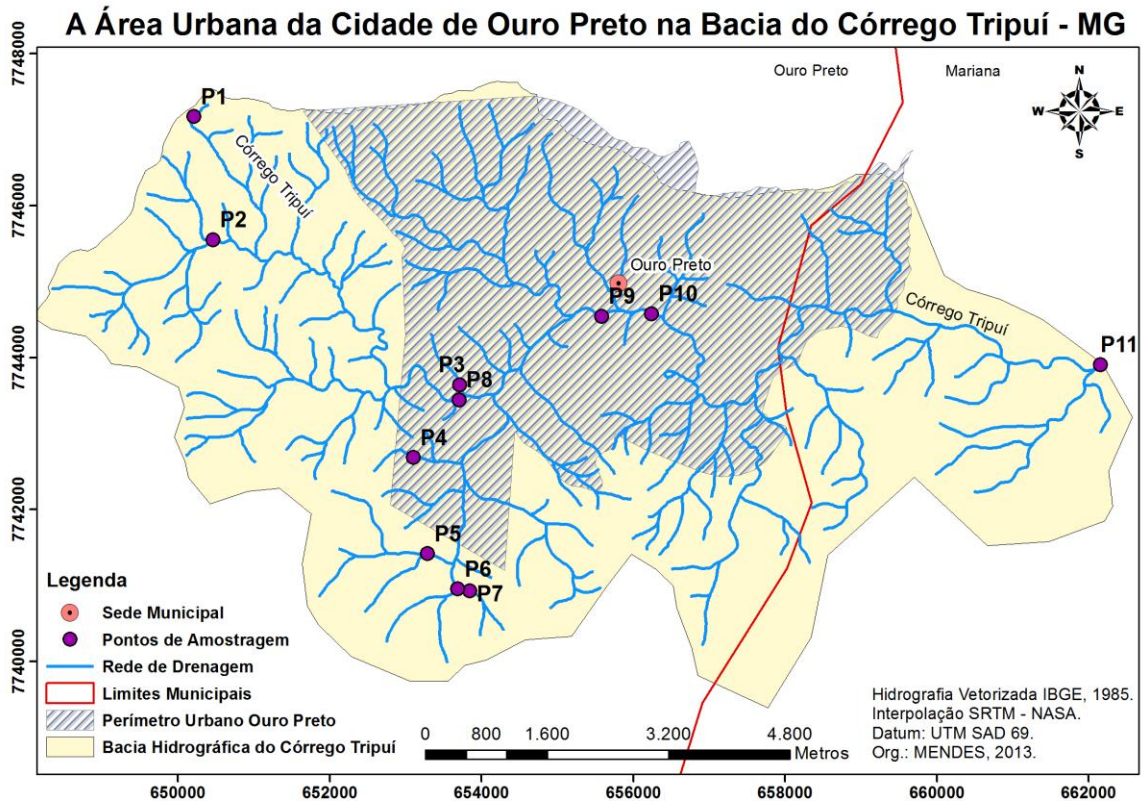 A Área Urbana da Cidade de Ouro Preto na Bacia do Córrego Tripuí - MG
7748000
7746000
7744000
7742000
7740000
Ouro Preto
Mariana
N
W
E
S
P1
Córrego Tripuí
P2
Ouro Preto
P9
P10
Córrego Tripuí
P11
P3
P8
P4
P5
P6
P7
Legenda
Sede Municipal
Pontos de Amostragem
Rede de Drenagem
Limites Municipais
Perímetro Urbano Ouro Preto
Bacia Hidrográfica do Córrego Tripuí
0 800 1.600 3.200 4.800
Metros
Hidrografia Vetorizada IBGE, 1985.
Interpolação SRTM - NASA.
Datum: UTM SAD 69.
Org.: MENDES, 2013.
650000 652000 654000 656000 658000 660000 662000